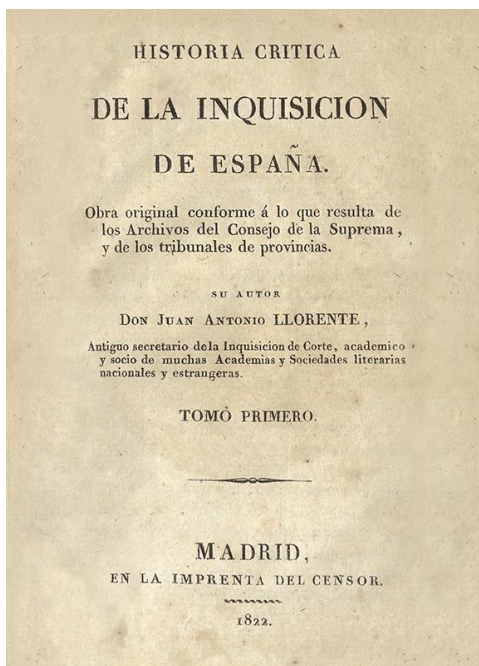 HISTORIA CRITICA
DE LA INQUISICION
DE ESPAÑA.
Obra original conforme á lo que resulta de
los Archivos del Consejo de la Suprema,
y de los tribunales de provincias.
SU AUTOR
DON JUAN ANTONIO LLORENTE,
Antiguo secretario de la Inquisicion de Corte, academico
y socio de muchas Academias y Sociedades literarias
nacionales y estrangeras.
TOMO PRIMERO.
MADRID,
EN LA IMPRENTA DEL CENSOR.
1822.